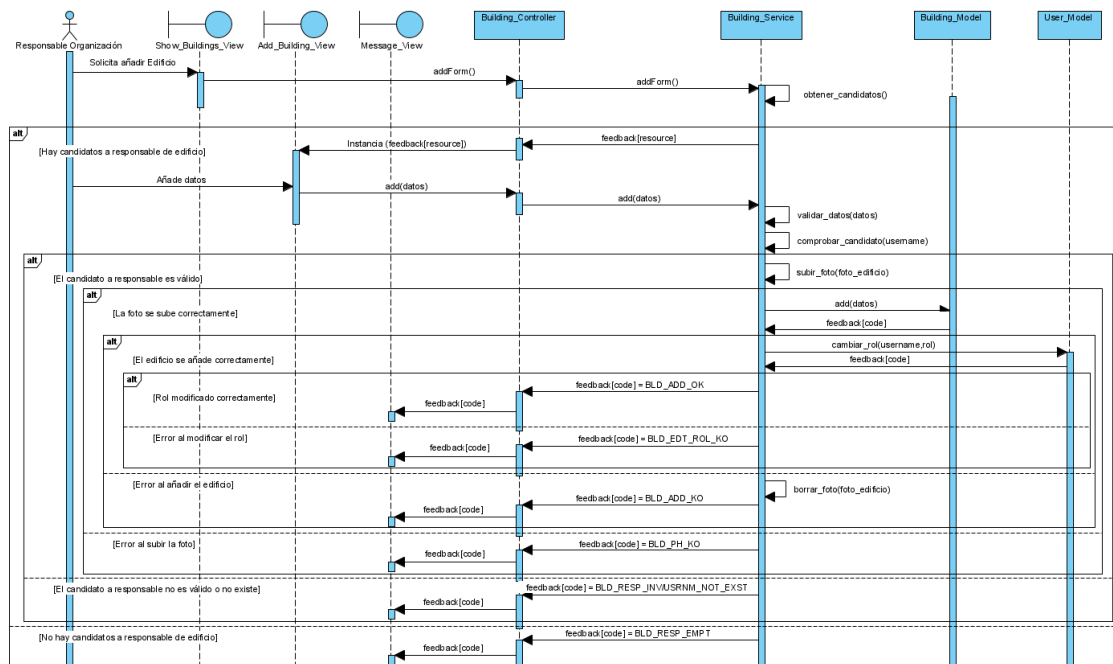 Building_Controller
Building_Service
Building_Model
User_Model
Responsable Organización
Show_Buildings_View
Add_Building_View
Message_View
Solicita añadir Edificio
addForm()
addForm()
obtener_candidatos()
alt
[Hay candidatos a responsable de edificio]
feedback[resource]
Instancia (feedback[resource])
Añade datos
add(datos)
add(datos)
validar_datos(datos)
comprobar_candidato(username)
alt
[El candidato a responsable es válido]
subir_foto(foto_edificio)
alt
[La foto se sube correctamente]
add(datos)
feedback[code]
alt
[El edificio se añade correctamente]
cambiar_rol(username,rol)
feedback[code]
alt
[Rol modificado correctamente]
feedback[code] = BLD_ADD_OK
feedback[code]
[Error al modificar el rol]
feedback[code] = BLD_EDT_ROL_KO
feedback[code]
[Error al añadir el edificio]
borrar_foto(foto_edificio)
feedback[code] = BLD_ADD_KO
feedback[code]
[Error al subir la foto]
feedback[code] = BLD_PH_KO
feedback[code]
[El candidato a responsable no es válido o no existe]
feedback[code] = BLD_RESP_INV/USRNM_NOT_EXST
feedback[code]
[No hay candidatos a responsable de edificio]
feedback[code] = BLD_RESP_EMPT
feedback[code]